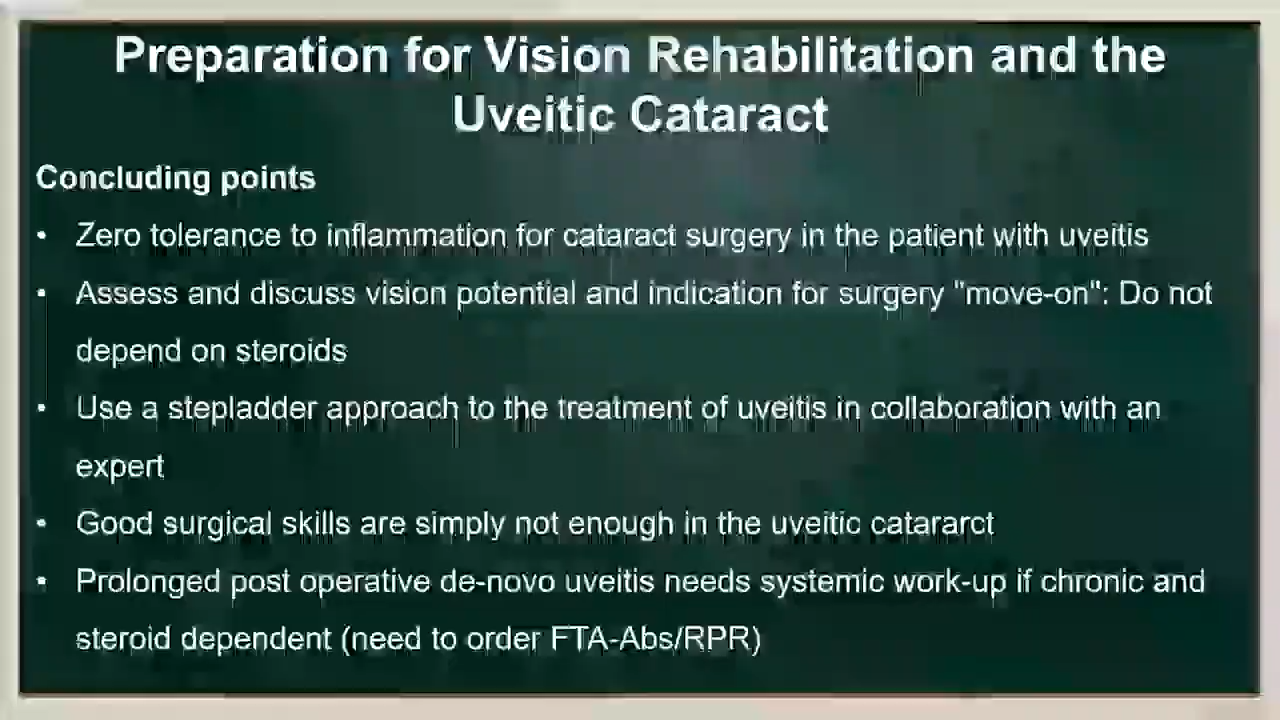 Preparation for Vision Rehabilitation and the
Uveitic Cataract
Concluding points
• Zero tolerance to inflammation for cataract surgery in the patient with uveitis
• Assess and discuss vision potential and indication for surgery "move-on": Do not
depend on steroids
• Use a stepladder approach to the treatment of uveitis in collaboration with an
expert
• Good surgical skills are simply not enough in the uveitic catararct
• Prolonged post operative de-novo uveitis needs systemic work-up if chronic and
steroid dependent (need to order FTA-Abs/RPR)